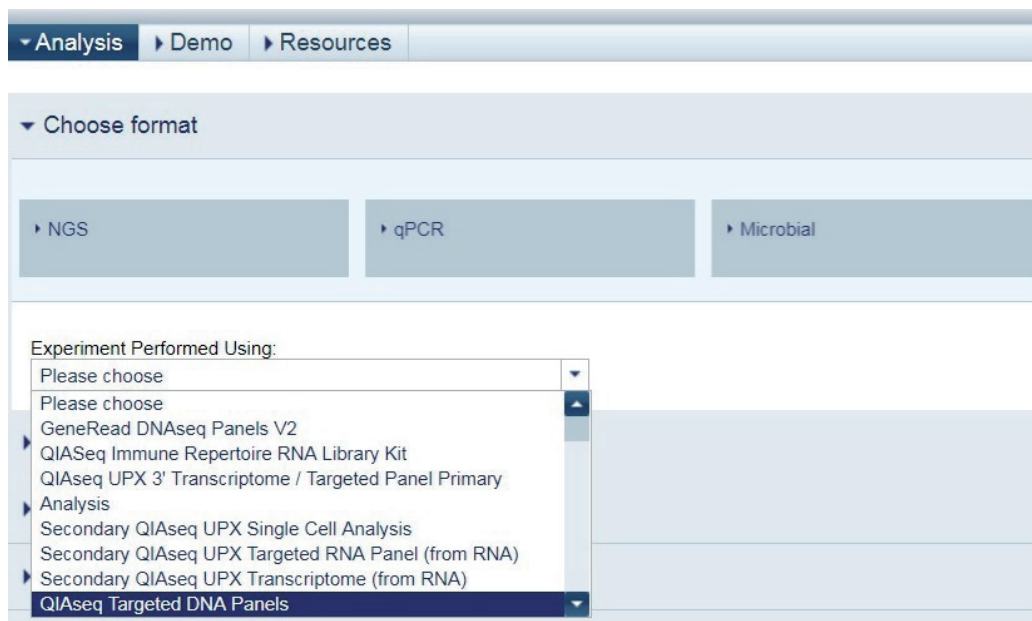 Analysis Demo Resources
Choose format
NGS qPCR Microbial
Experiment Performed Using:
Please choose
Please choose
GeneRead DNAseq Panels V2
QIASeq Immune Repertoire RNA Library Kit
QIAseq UPX 3' Transcriptome / Targeted Panel Primary
Analysis
Secondary QIAseq UPX Single Cell Analysis
Secondary QIAseq UPX Targeted RNA Panel (from RNA)
Secondary QIAseq UPX Transcriptome (from RNA)
QIAseq Targeted DNA Panels